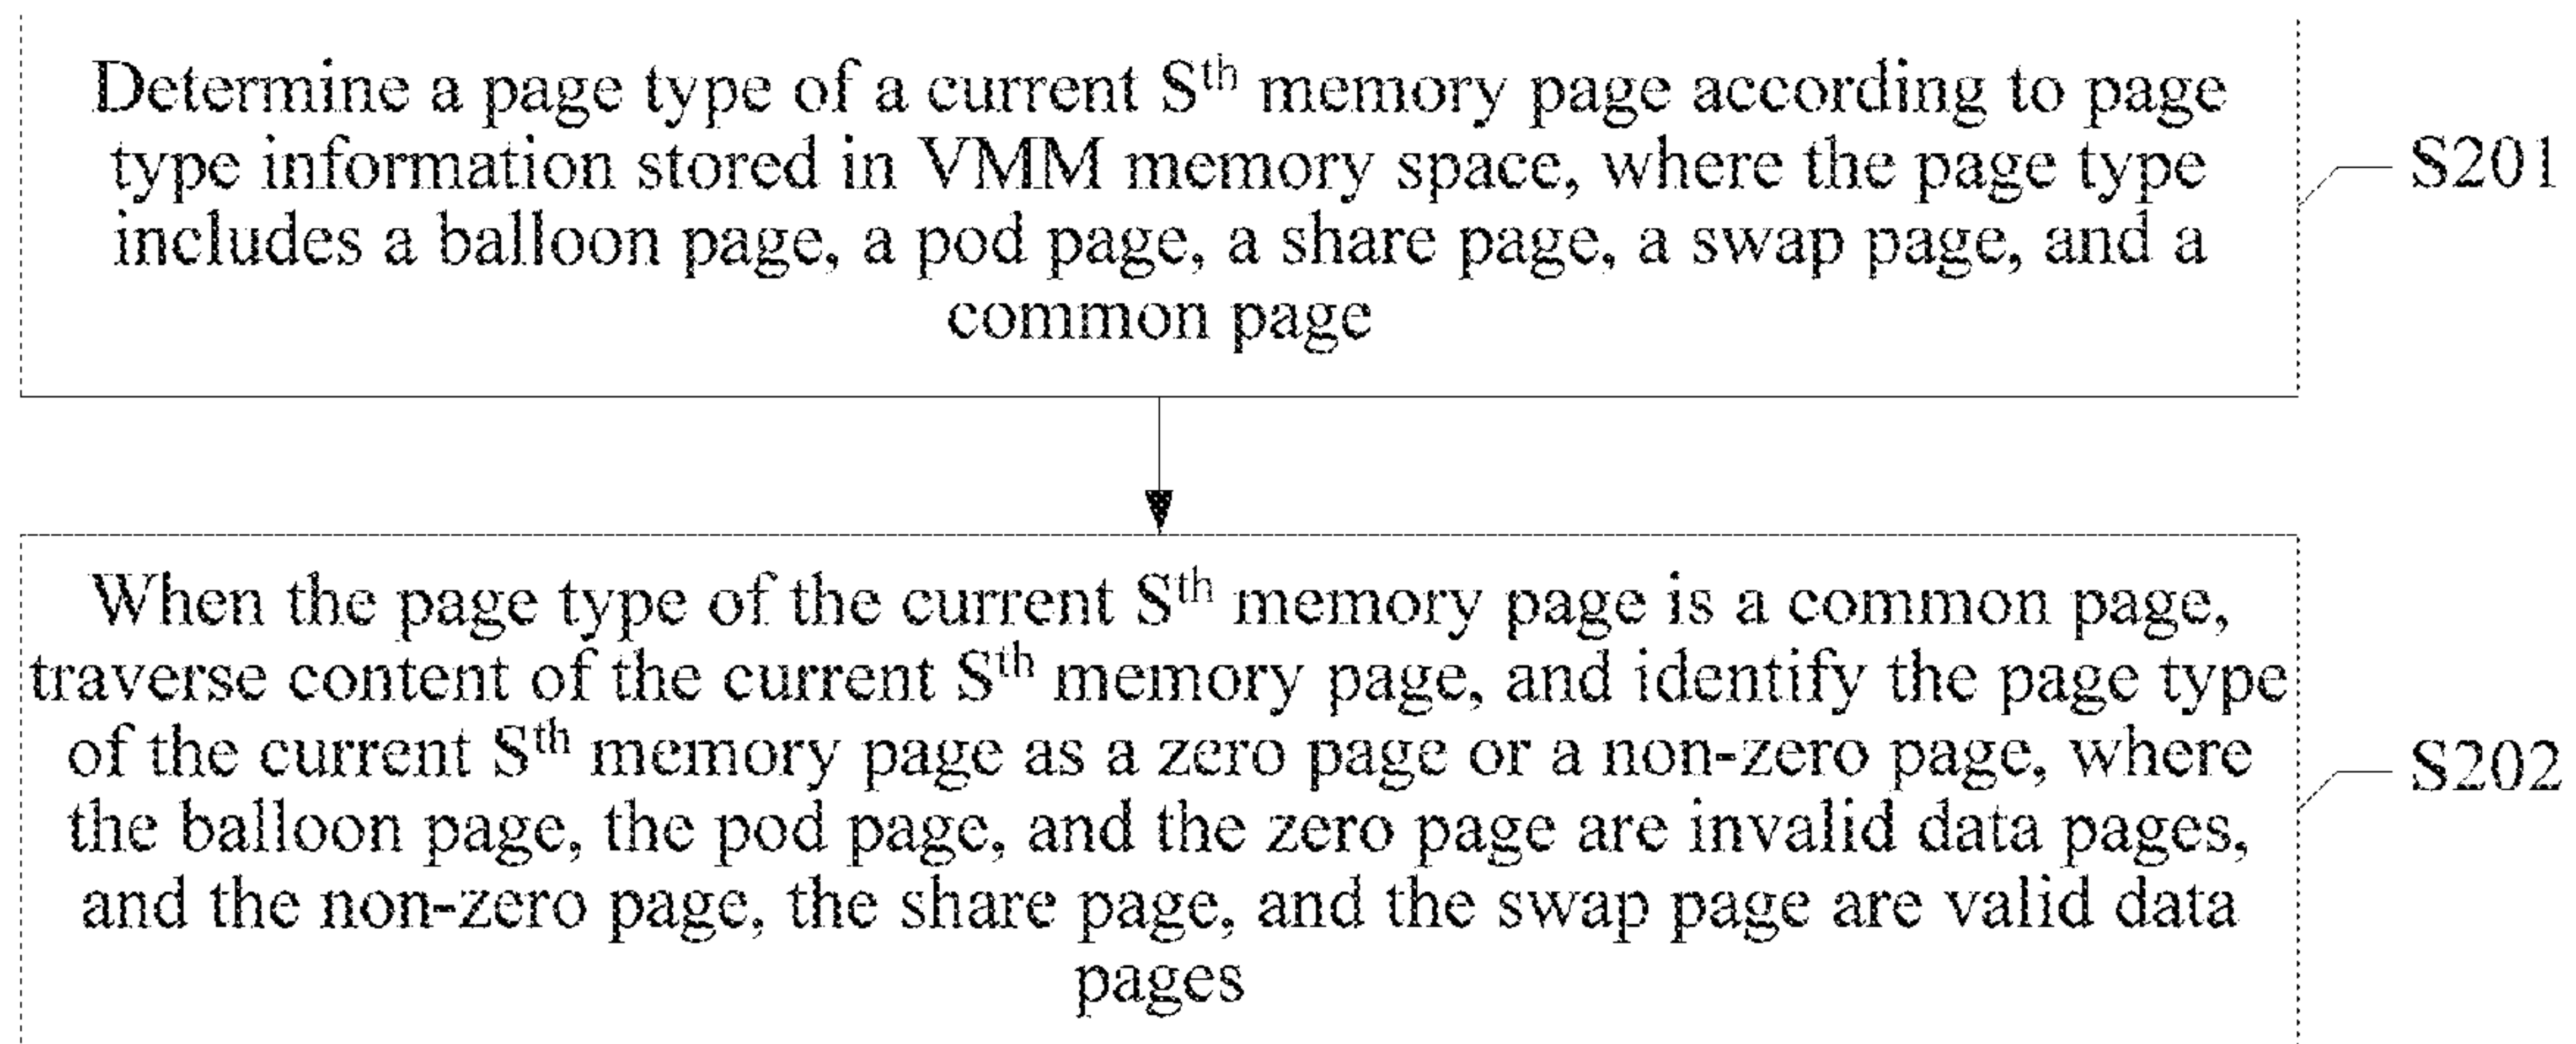 Determine a page type of a current Sth memory page according to page
type information stored in VMM memory space, where the page type
includes a balloon page, a pod page, a share page, a swap page, and a
common page
S201
When the page type of the current Sth memory page is a common page,
traverse content of the current Sth memory page, and identify the page type
of the current Sth memory page as a zero page or a non-zero page, where
the balloon page, the pod page, and the zero page are invalid data pages,
and the non-zero page, the share page, and the swap page are valid data
pages
S202